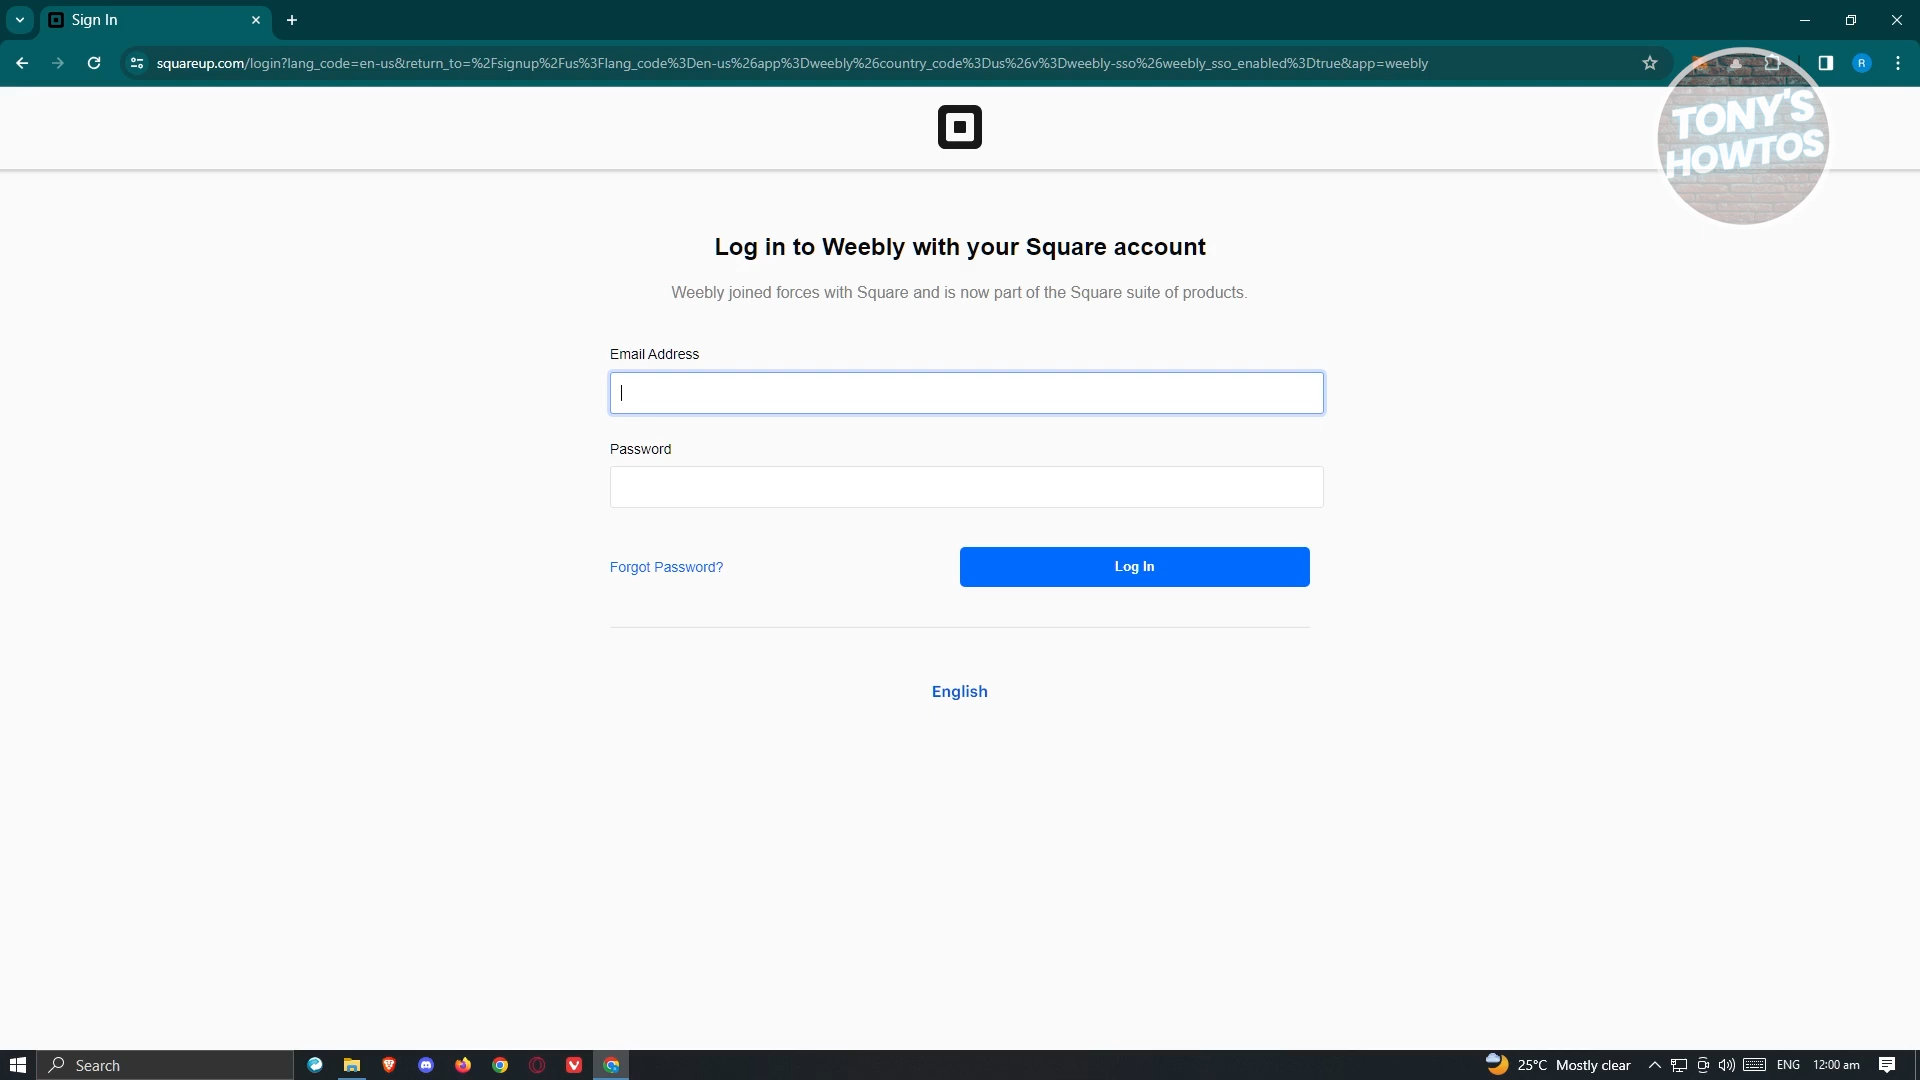 Sign In
squareup.com/login?lang_code=en-us&return_to=%2Fsignup%2Fus%3Flang_code%3Den-us%26app%3Dweebly%26country_code%3Dus%26v%3Dweebly-sso%26weebly_sso_enabled%3Dtrue&app=weebly
R
TONY'S
HOWTOS
Log in to Weebly with your Square account
Weebly joined forces with Square and is now part of the Square suite of products.
Email Address
Password
Forgot Password?
Log In
English
Search
25°C Mostly clear
ENG
12:00 am